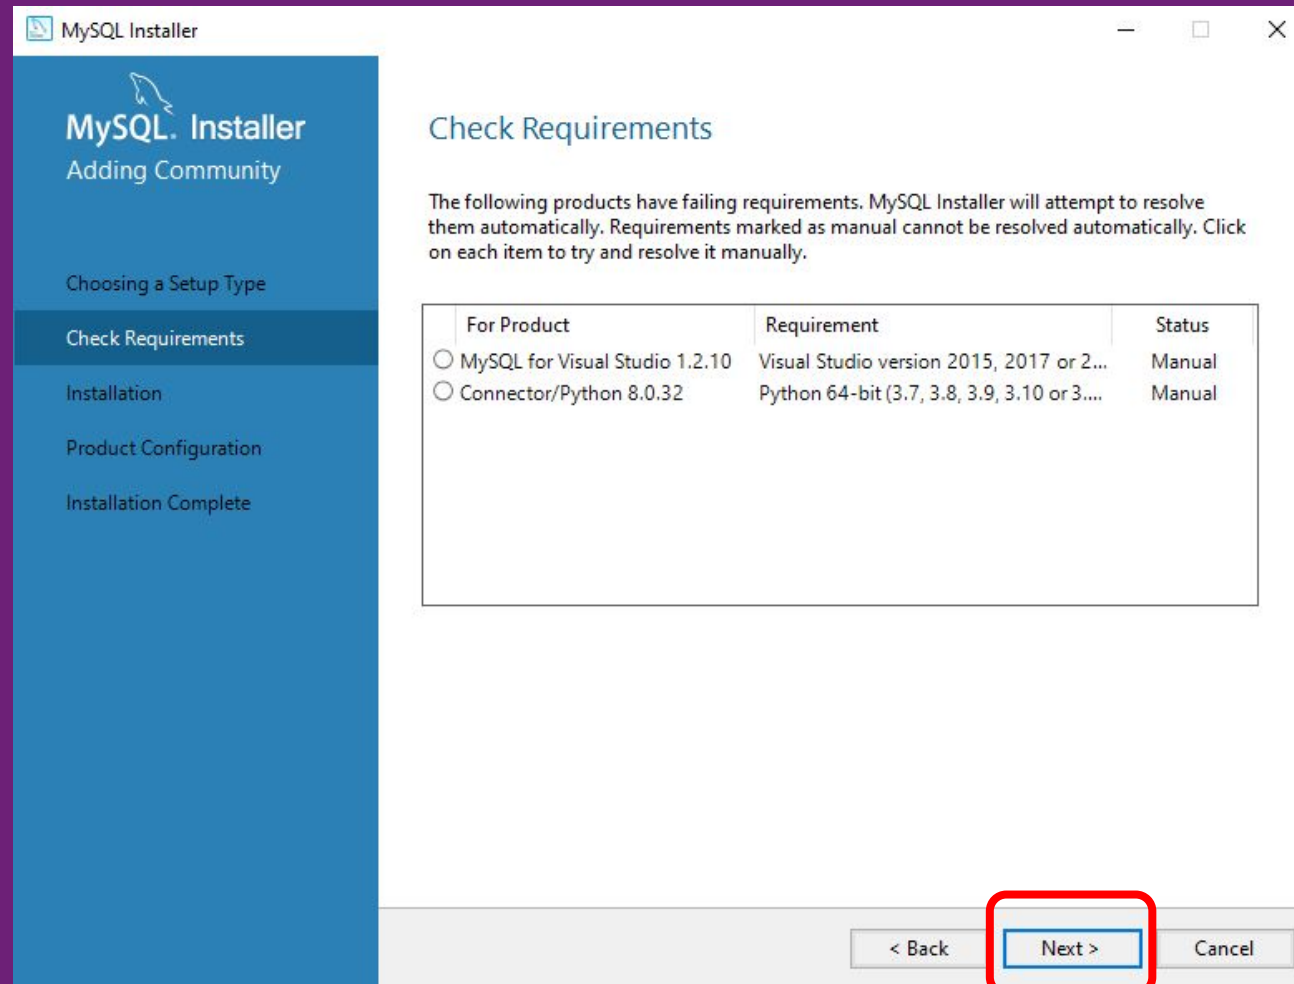 MySQL Installer
MySQL. Installer
Adding Community
Choosing a Setup Type
Check Requirements
Installation
Product Configuration
Installation Complete
Check Requirements
The following products have failing requirements. MySQL Installer will attempt to resolve
them automatically. Requirements marked as manual cannot be resolved automatically. Click
on each item to try and resolve it manually.
For Product Requirement Status
MySQL for Visual Studio 1.2.10 Visual Studio version 2015, 2017 or 2... Manual
Connector/Python 8.0.32 Python 64-bit (3.7, 3.8, 3.9, 3.10 or 3.... Manual
< Back Next > Cancel